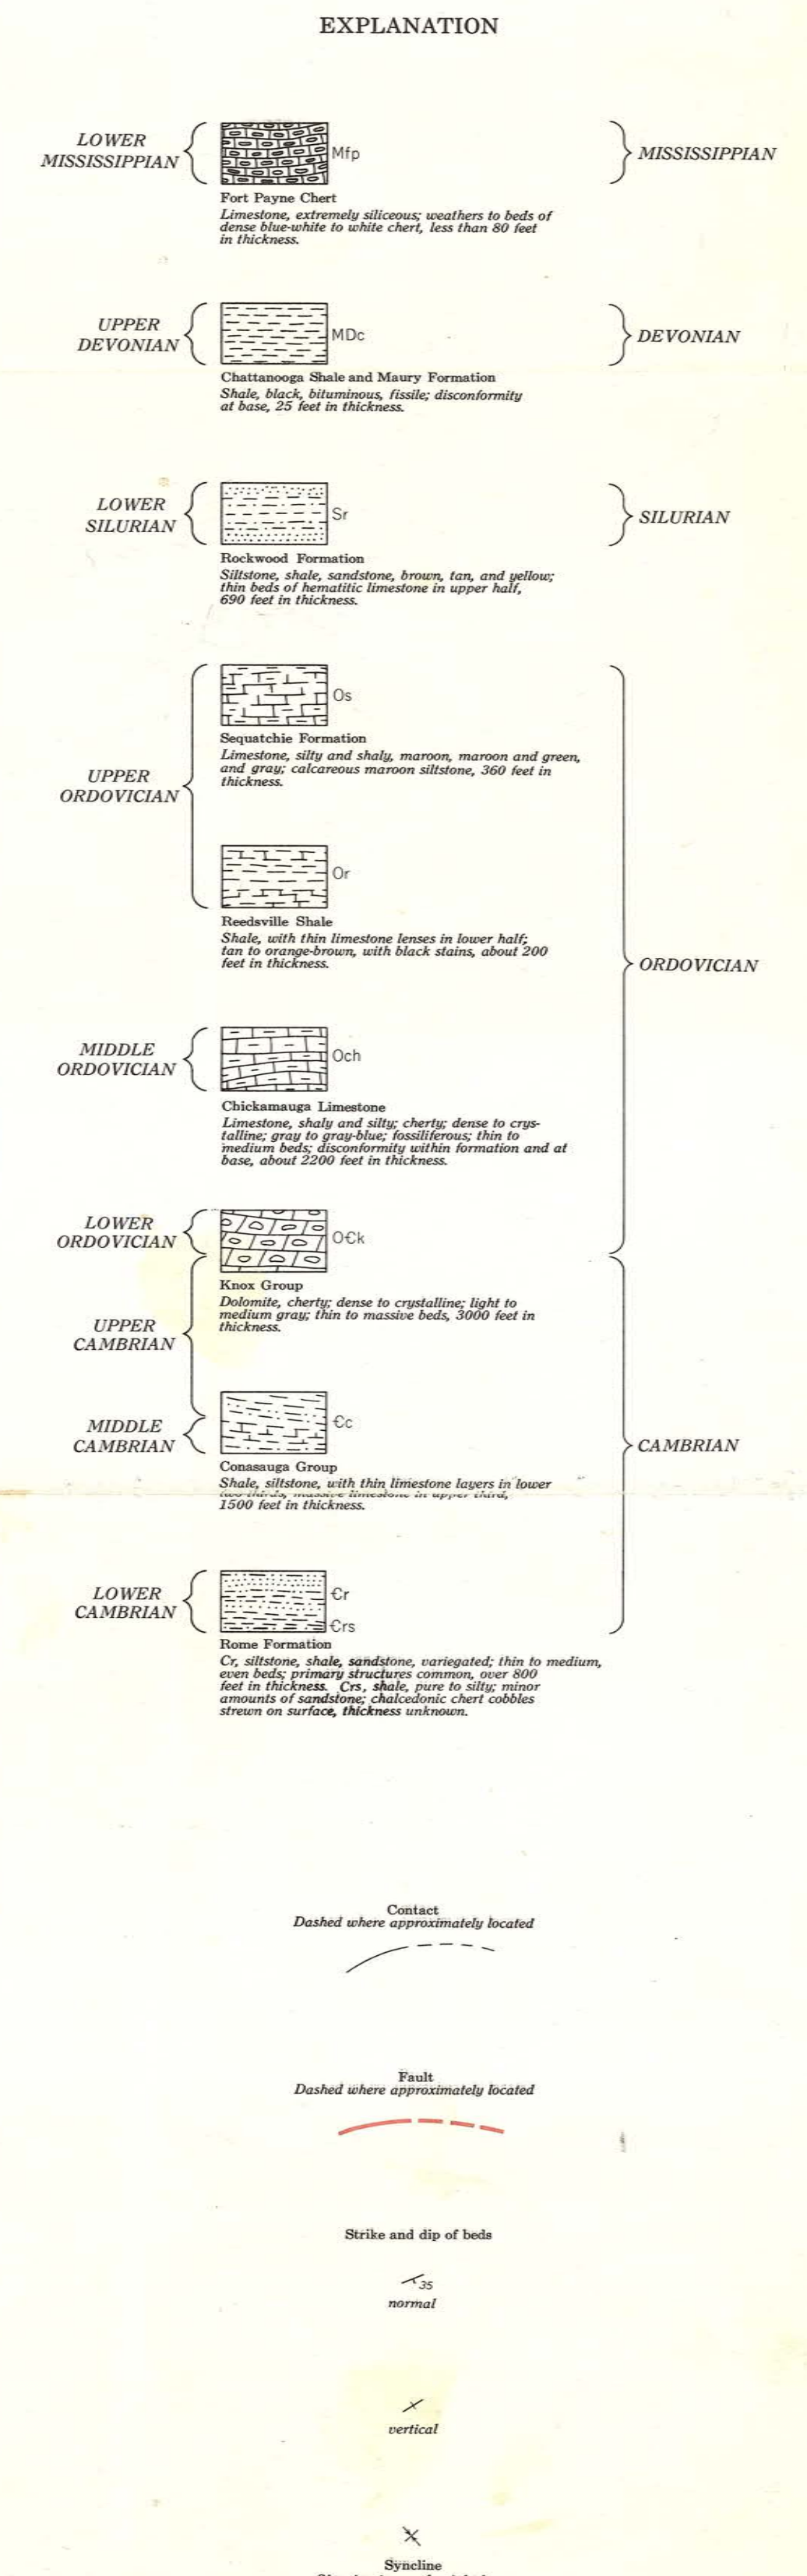 EXPLANATION
LOWER
MISSISSIPPIAN
Mfp
MISSISSIPPIAN
Fort Payne Chert
Limestone, extremely siliceous; weathers to beds of
dense blue-white to white chert, less than 80 feet
in thickness.
UPPER
DEVONIAN
MDc
DEVONIAN
Chattanooga Shale and Maury Formation
Shale, black, bituminous, fissile; disconformity
at base, 25 feet in thickness.
LOWER
SILURIAN
Sr
SILURIAN
Rockwood Formation
Siltstone, shale, sandstone, brown, tan, and yellow;
thin beds of hematitic limestone in upper half,
690 feet in thickness.
Os
Sequatchie Formation
Limestone, silty and shaly, maroon, maroon and green,
and gray; calcareous maroon siltstone, 360 feet in
thickness.
UPPER
ORDOVICIAN
Or
Reedsville Shale
Shale, with thin limestone lenses in lower half;
tan to orange-brown, with black stains, about 200
feet in thickness.
ORDOVICIAN
MIDDLE
ORDOVICIAN
Och
Chickamauga Limestone
Limestone, shaly and silty; cherty; dense to crys-
talline; gray to gray-blue; fossiliferous; thin to
medium beds; disconformity within formation and at
base, about 2200 feet in thickness.
LOWER
ORDOVICIAN
O€k
Knox Group
Dolomite, cherty; dense to crystalline; light to
medium gray; thin to massive beds, 3000 feet in
thickness.
UPPER
CAMBRIAN
MIDDLE
CAMBRIAN
€c
CAMBRIAN
Conasauga Group
Shale, siltstone, with thin limestone layers in lower
two thirds, massive limestone in upper third,
1500 feet in thickness.
LOWER
CAMBRIAN
€r
€rs
Rome Formation
Cr, siltstone, shale, sandstone, variegated; thin to medium,
even beds; primary structures common, over 800
feet in thickness. Crs, shale, pure to silty; minor
amounts of sandstone; chalcedonic chert cobbles
strewn on surface, thickness unknown.
Contact
Dashed where approximately located
Fault
Dashed where approximately located
Strike and dip of beds
35
normal
vertical
Syncline